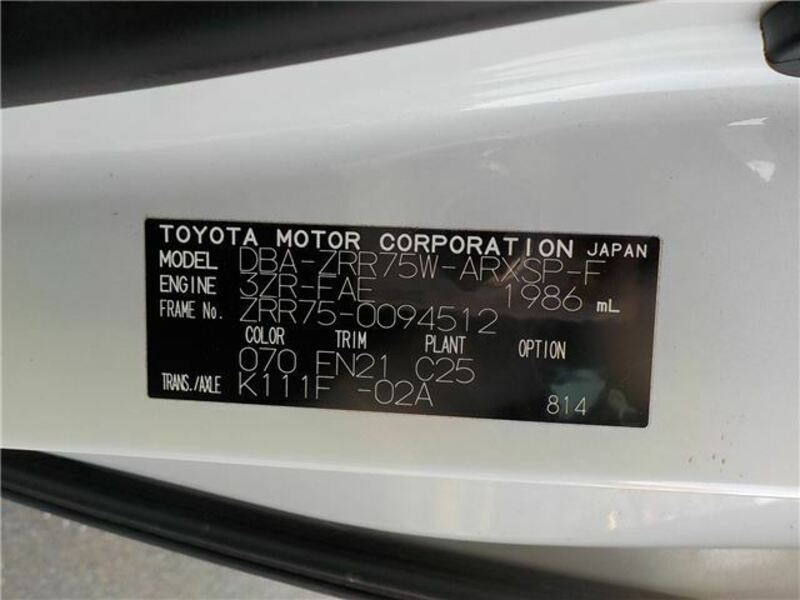 TOYOTA MOTOR CORPORATION JAPAN
MODEL DBA-ZRR75W-ARXSP-F
ENGINE 3ZR-FAE 1986 mL
FRAME No. ZRR75-0094512
COLOR TRIM PLANT OPTION
070 FN21 C25
TRANS./AXLE K111F -02A 814